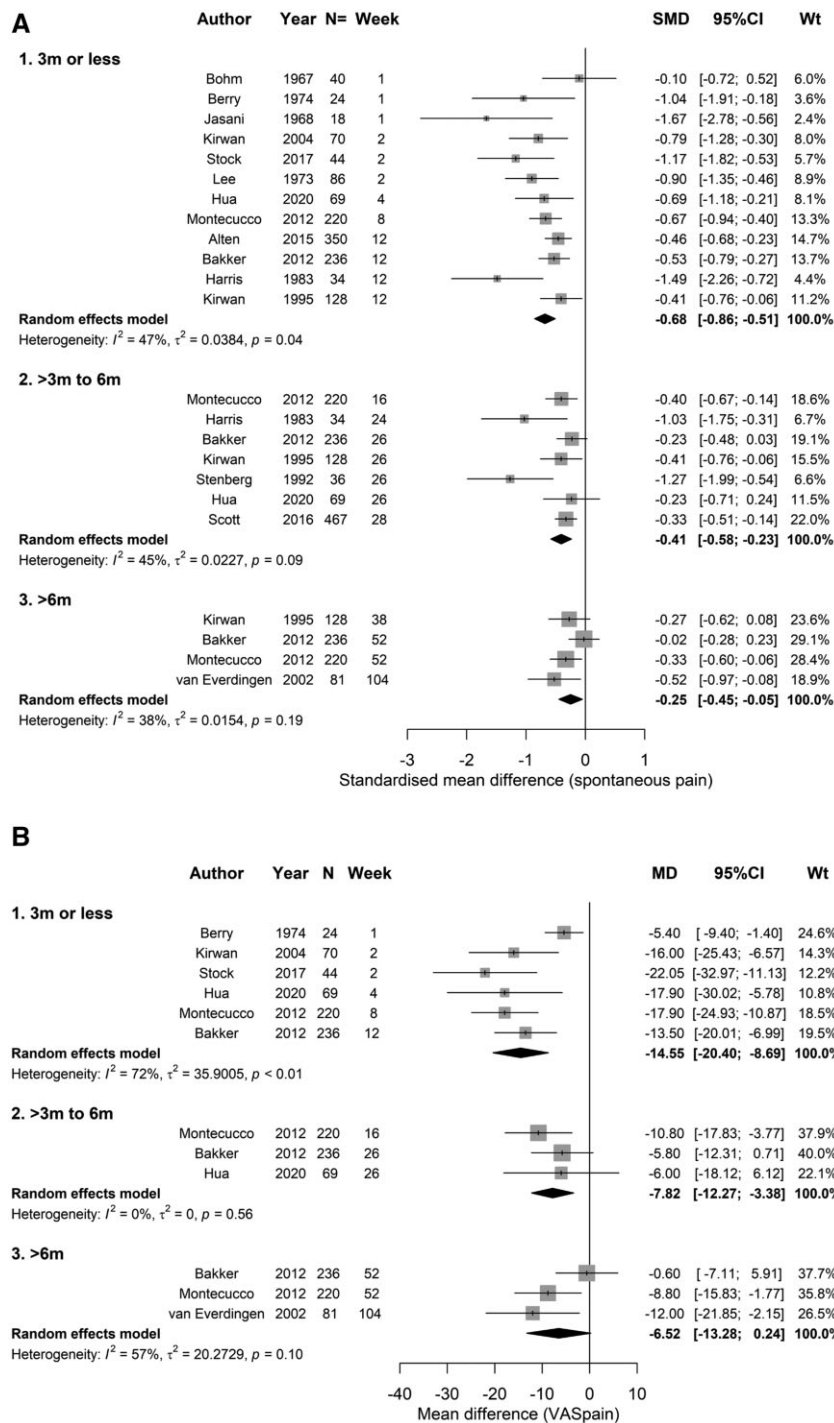 A
Author Year N= Week SMD 95%CI Wt
1. 3m or less
Bohm 1967 40 1 -0.10 [-0.72; 0.52] 6.0%
Berry 1974 24 1 -1.04 [-1.91; -0.18] 3.6%
Jasani 1968 18 1 -1.67 [-2.78; -0.56] 2.4%
Kirwan 2004 70 2 -0.79 [-1.28; -0.30] 8.0%
Stock 2017 44 2 -1.17 [-1.82; -0.53] 5.7%
Lee 1973 86 2 -0.90 [-1.35; -0.46] 8.9%
Hua 2020 69 4 -0.69 [-1.18; -0.21] 8.1%
Montecucco 2012 220 8 -0.67 [-0.94; -0.40] 13.3%
Alten 2015 350 12 -0.46 [-0.68; -0.23] 14.7%
Bakker 2012 236 12 -0.53 [-0.79; -0.27] 13.7%
Harris 1983 34 12 -1.49 [-2.26; -0.72] 4.4%
Kirwan 1995 128 12 -0.41 [-0.76; -0.06] 11.2%
Random effects model -0.68 [-0.86; -0.51] 100.0%
Heterogeneity: I² = 47%, τ² = 0.0384, p = 0.04
2. >3m to 6m
Montecucco 2012 220 16 -0.40 [-0.67; -0.14] 18.6%
Harris 1983 34 24 -1.03 [-1.75; -0.31] 6.7%
Bakker 2012 236 26 -0.23 [-0.48; 0.03] 19.1%
Kirwan 1995 128 26 -0.41 [-0.76; -0.06] 15.5%
Stenberg 1992 36 26 -1.27 [-1.99; -0.54] 6.6%
Hua 2020 69 26 -0.23 [-0.71; 0.24] 11.5%
Scott 2016 467 28 -0.33 [-0.51; -0.14] 22.0%
Random effects model -0.41 [-0.58; -0.23] 100.0%
Heterogeneity: I² = 45%, τ² = 0.0227, p = 0.09
3. >6m
Kirwan 1995 128 38 -0.27 [-0.62; 0.08] 23.6%
Bakker 2012 236 52 -0.02 [-0.28; 0.23] 29.1%
Montecucco 2012 220 52 -0.33 [-0.60; -0.06] 28.4%
van Everdingen 2002 81 104 -0.52 [-0.97; -0.08] 18.9%
Random effects model -0.25 [-0.45; -0.05] 100.0%
Heterogeneity: I² = 38%, τ² = 0.0154, p = 0.19
-3 -2 -1 0 1
Standardised mean difference (spontaneous pain)
B
Author Year N Week MD 95%CI Wt
1. 3m or less
Berry 1974 24 1 -5.40 [ -9.40; -1.40] 24.6%
Kirwan 2004 70 2 -16.00 [-25.43; -6.57] 14.3%
Stock 2017 44 2 -22.05 [-32.97; -11.13] 12.2%
Hua 2020 69 4 -17.90 [-30.02; -5.78] 10.8%
Montecucco 2012 220 8 -17.90 [-24.93; -10.87] 18.5%
Bakker 2012 236 12 -13.50 [-20.01; -6.99] 19.5%
Random effects model -14.55 [-20.40; -8.69] 100.0%
Heterogeneity: I² = 72%, τ² = 35.9005, p < 0.01
2. >3m to 6m
Montecucco 2012 220 16 -10.80 [-17.83; -3.77] 37.9%
Bakker 2012 236 26 -5.80 [-12.31; 0.71] 40.0%
Hua 2020 69 26 -6.00 [-18.12; 6.12] 22.1%
Random effects model -7.82 [-12.27; -3.38] 100.0%
Heterogeneity: I² = 0%, τ² = 0, p = 0.56
3. >6m
Bakker 2012 236 52 -0.60 [ -7.11; 5.91] 37.7%
Montecucco 2012 220 52 -8.80 [-15.83; -1.77] 35.8%
van Everdingen 2002 81 104 -12.00 [-21.85; -2.15] 26.5%
Random effects model -6.52 [-13.28; 0.24] 100.0%
Heterogeneity: I² = 57%, τ² = 20.2729, p = 0.10
-40 -30 -20 -10 0 10
Mean difference (VASpain)